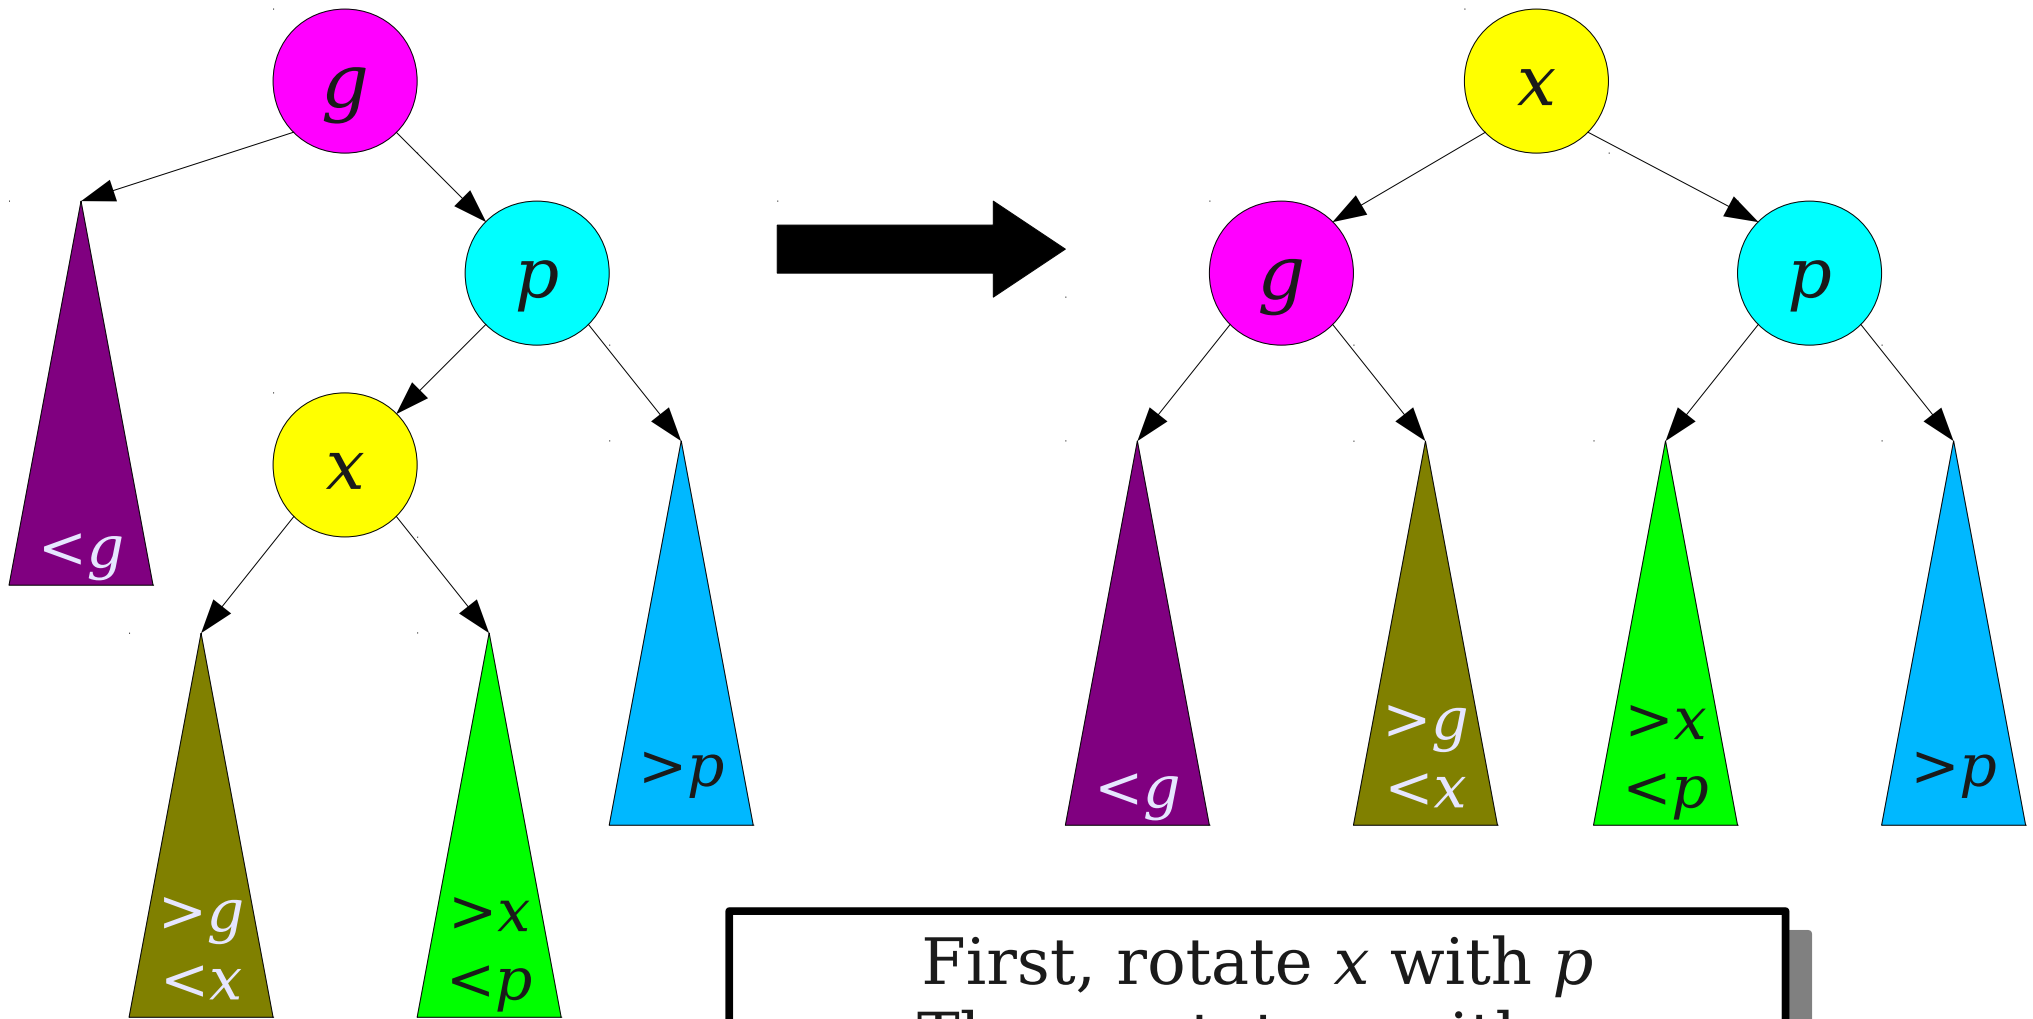 g
p
x
<g
>p
>g
<x
>x
<p
x
g
p
<g
>g
<x
>x
<p
>p
First, rotate x with p